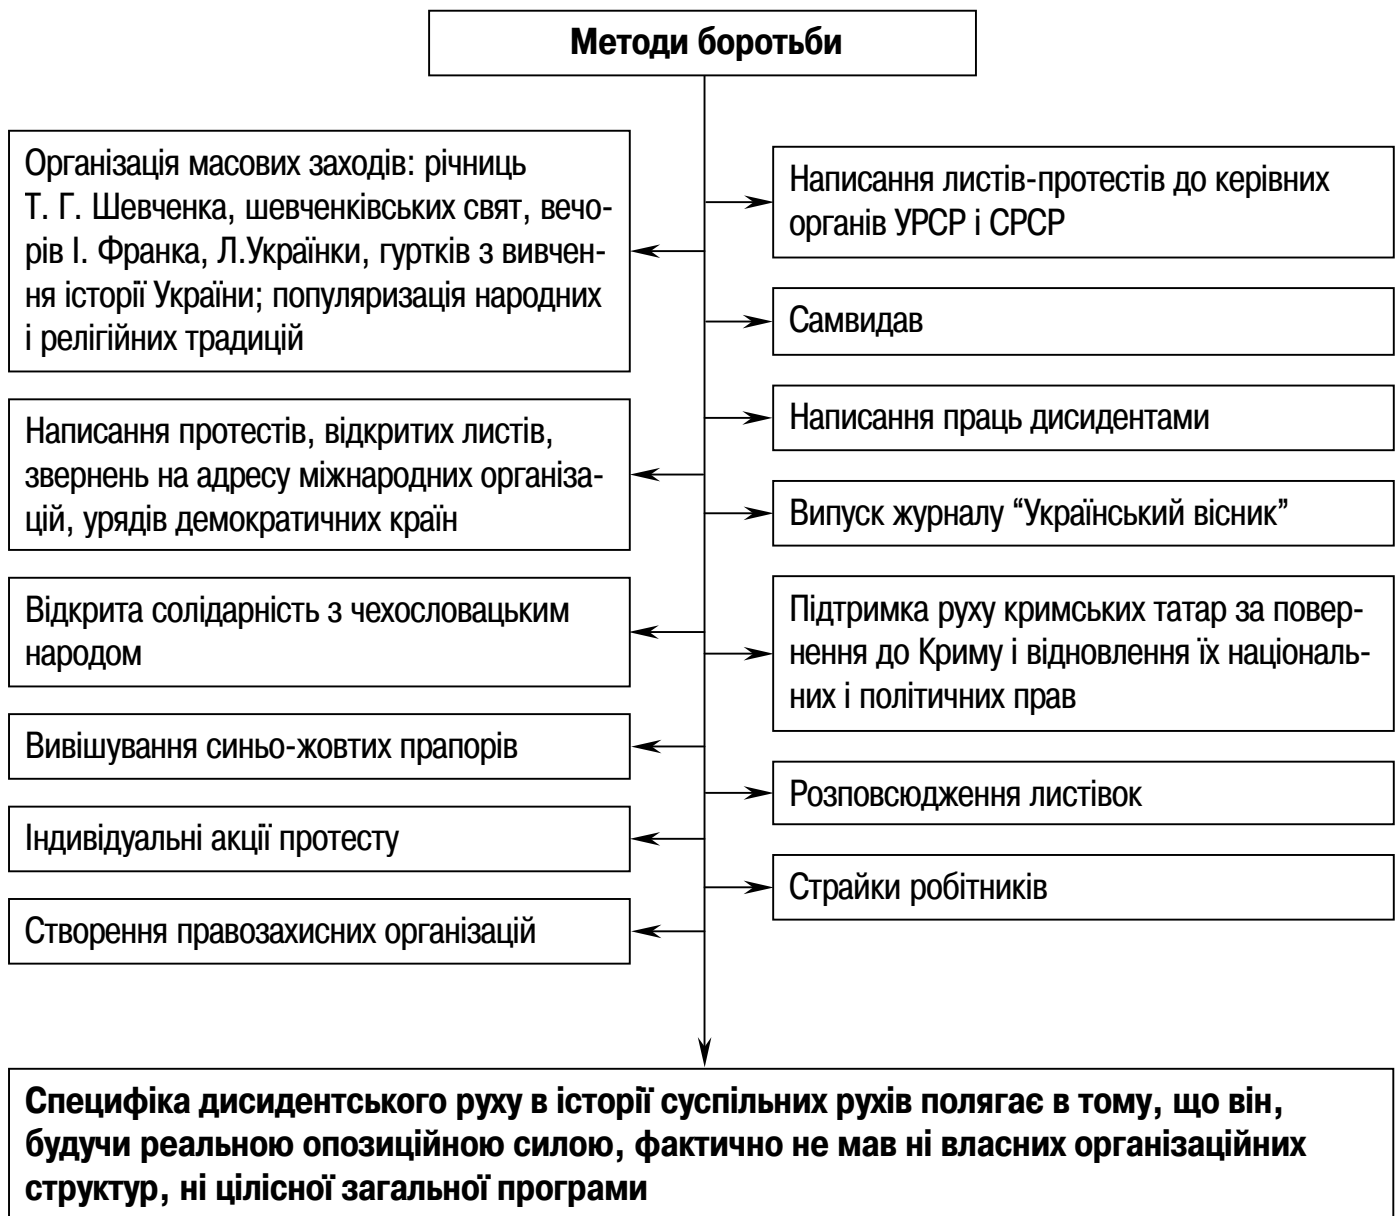 Методи боротьби
Організація масових заходів: річниць
Т. Г. Шевченка, шевченківських свят, вечо-
рів І. Франка, Л.Українки, гуртків з вивчен-
ня історії України; популяризація народних
і релігійних традицій
Написання протестів, відкритих листів,
звернень на адресу міжнародних організа-
цій, урядів демократичних країн
Відкрита солідарність з чехословацьким
народом
Вивішування синьо-жовтих прапорів
Індивідуальні акції протесту
Створення правозахисних організацій
Написання листів-протестів до керівних
органів УРСР і СРСР
Самвидав
Написання праць дисидентами
Випуск журналу “Український вісник”
Підтримка руху кримських татар за повер-
нення до Криму і відновлення їх національ-
них і політичних прав
Розповсюдження листівок
Страйки робітників
Специфіка дисидентського руху в історії суспільних рухів полягає в тому, що він,
будучи реальною опозиційною силою, фактично не мав ні власних організаційних
структур, ні цілісної загальної програми